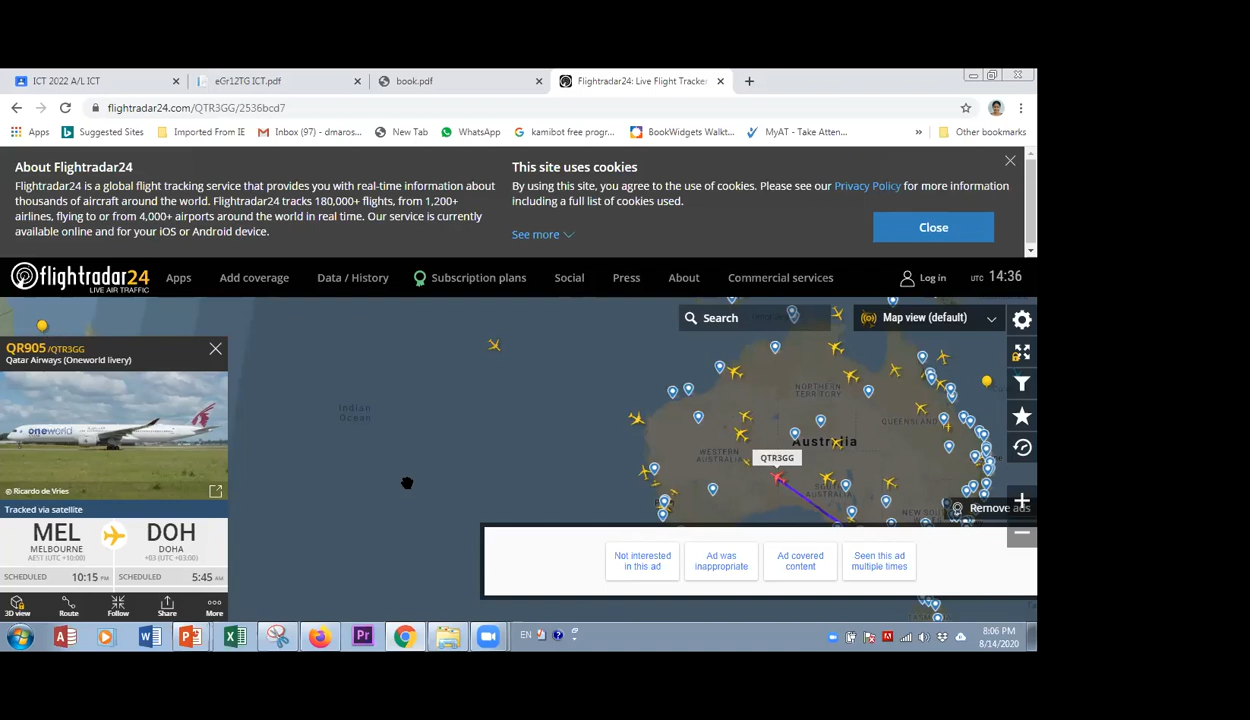 ICT 2022 A/L ICT
eGr12TG ICT.pdf
book.pdf
Flightradar24: Live Flight Tracker
flightradar24.com/QTR3GG/2536bcd7
Apps
Suggested Sites
Imported From IE
Inbox (97) - dmaros...
New Tab
WhatsApp
kamibot free progr...
BookWidgets Walkt...
MyAT - Take Atten...
»
Other bookmarks
About Flightradar24
Flightradar24 is a global flight tracking service that provides you with real-time information about
thousands of aircraft around the world. Flightradar24 tracks 180,000+ flights, from 1,200+
airlines, flying to or from 4,000+ airports around the world in real time. Our service is currently
available online and for your iOS or Android device.
This site uses cookies
By using this site, you agree to the use of cookies. Please see our Privacy Policy for more information
including a full list of cookies used.
See more
Close
flightradar24
LIVE AIR TRAFFIC
Apps
Add coverage
Data / History
Subscription plans
Social
Press
About
Commercial services
Log in
UTC 14:36
Search
Map view (default)
QR905 /QTR3GG
Qatar Airways (Oneworld livery)
oneworld
© Ricardo de Vries
Tracked via satellite
MEL
MELBOURNE
AEST (UTC +10:00)
DOH
DOHA
+03 (UTC +03:00)
SCHEDULED 10:15 PM
SCHEDULED 5:45 AM
3D view
Route
Follow
Share
More
Indian
Ocean
NORTHERN
TERRITORY
QUEENSLAND
Australia
WESTERN
AUSTRALIA
QTR3GG
Remove ads
Not interested
in this ad
Ad was
inappropriate
Ad covered
content
Seen this ad
multiple times
EN
8:06 PM
8/14/2020